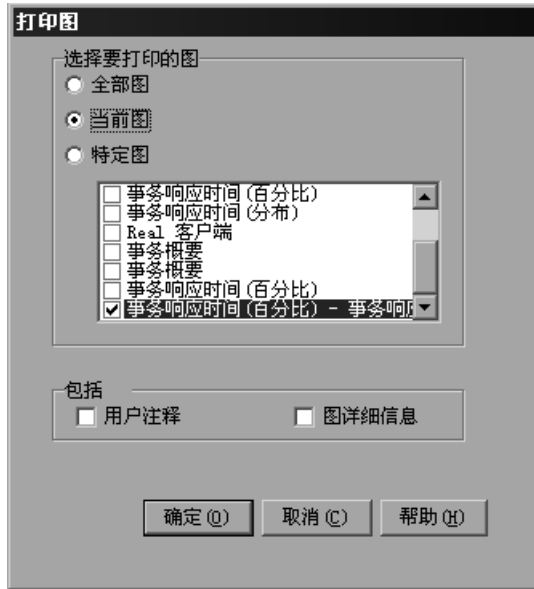 打印图
选择要打印的图
全部图
当前图
特定图
事务响应时间(百分比)
事务响应时间(分布)
Real 客户端
事务概要
事务概要
事务响应时间(百分比)
事务响应时间(百分比) - 事务响应
包括
用户注释
图详细信息
确定(O) 取消(C) 帮助(H)